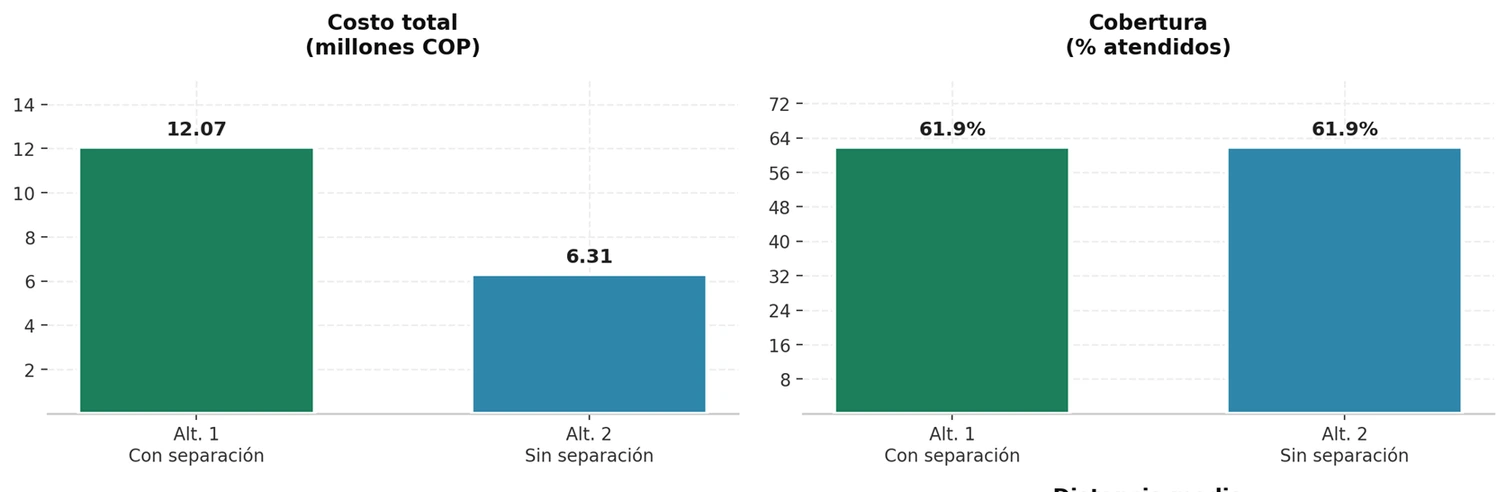 Costo total
(millones COP)
14
12
10
8
6
4
2
12.07
6.31
Alt. 1
Con separación
Alt. 2
Sin separación
Cobertura
(% atendidos)
72
64
56
48
40
32
24
16
8
61.9%
61.9%
Alt. 1
Con separación
Alt. 2
Sin separación